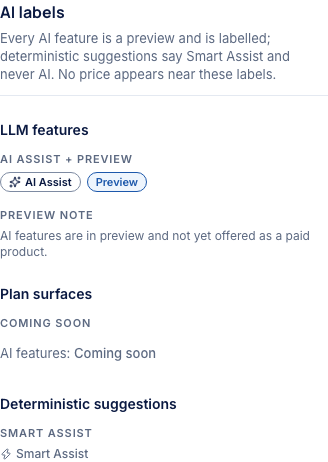 AI labels
Every AI feature is a preview and is labelled;
deterministic suggestions say Smart Assist and
never AI. No price appears near these labels.
LLM features
AI ASSIST + PREVIEW
AI Assist Preview
PREVIEW NOTE
AI features are in preview and not yet offered as a paid
product.
Plan surfaces
COMING SOON
AI features: Coming soon
Deterministic suggestions
SMART ASSIST
Smart Assist